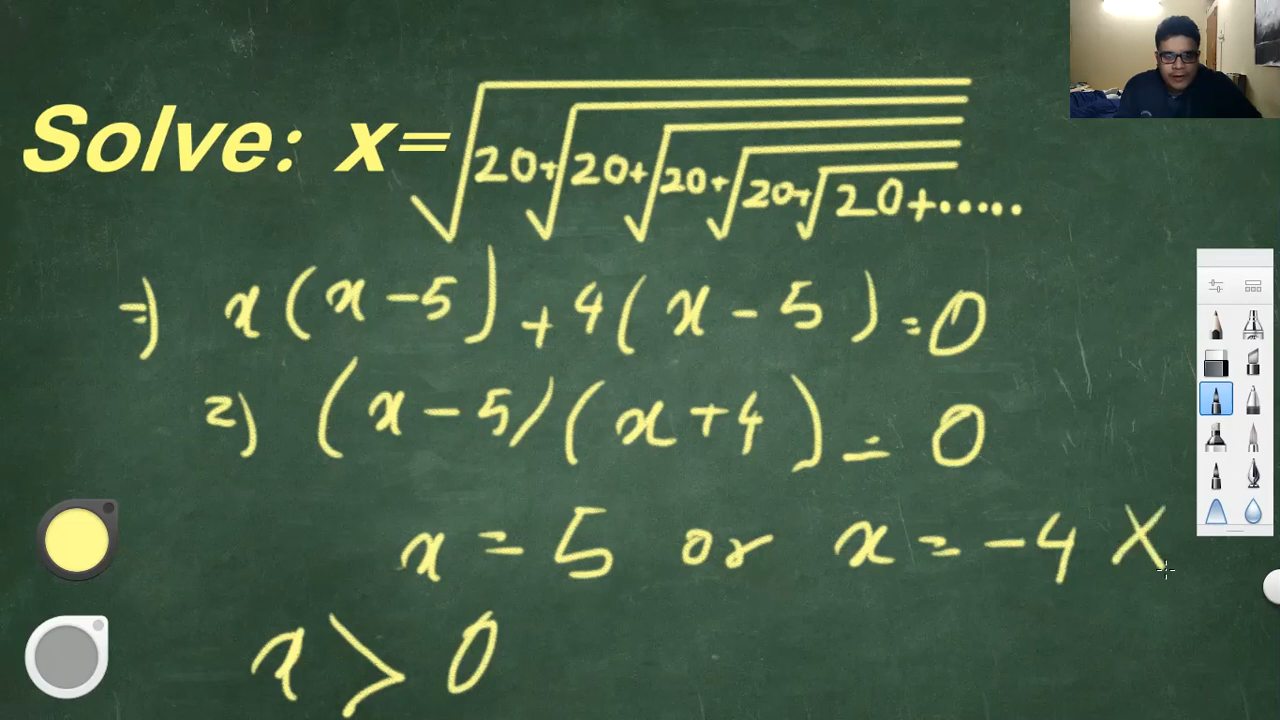 Solve: x=√20+√20+√20+√20+√20+.....
⇒) x(x-5)+4(x-5)=0
2) (x-5)(x+4)=0
x=5 or x=-4 X
x>0